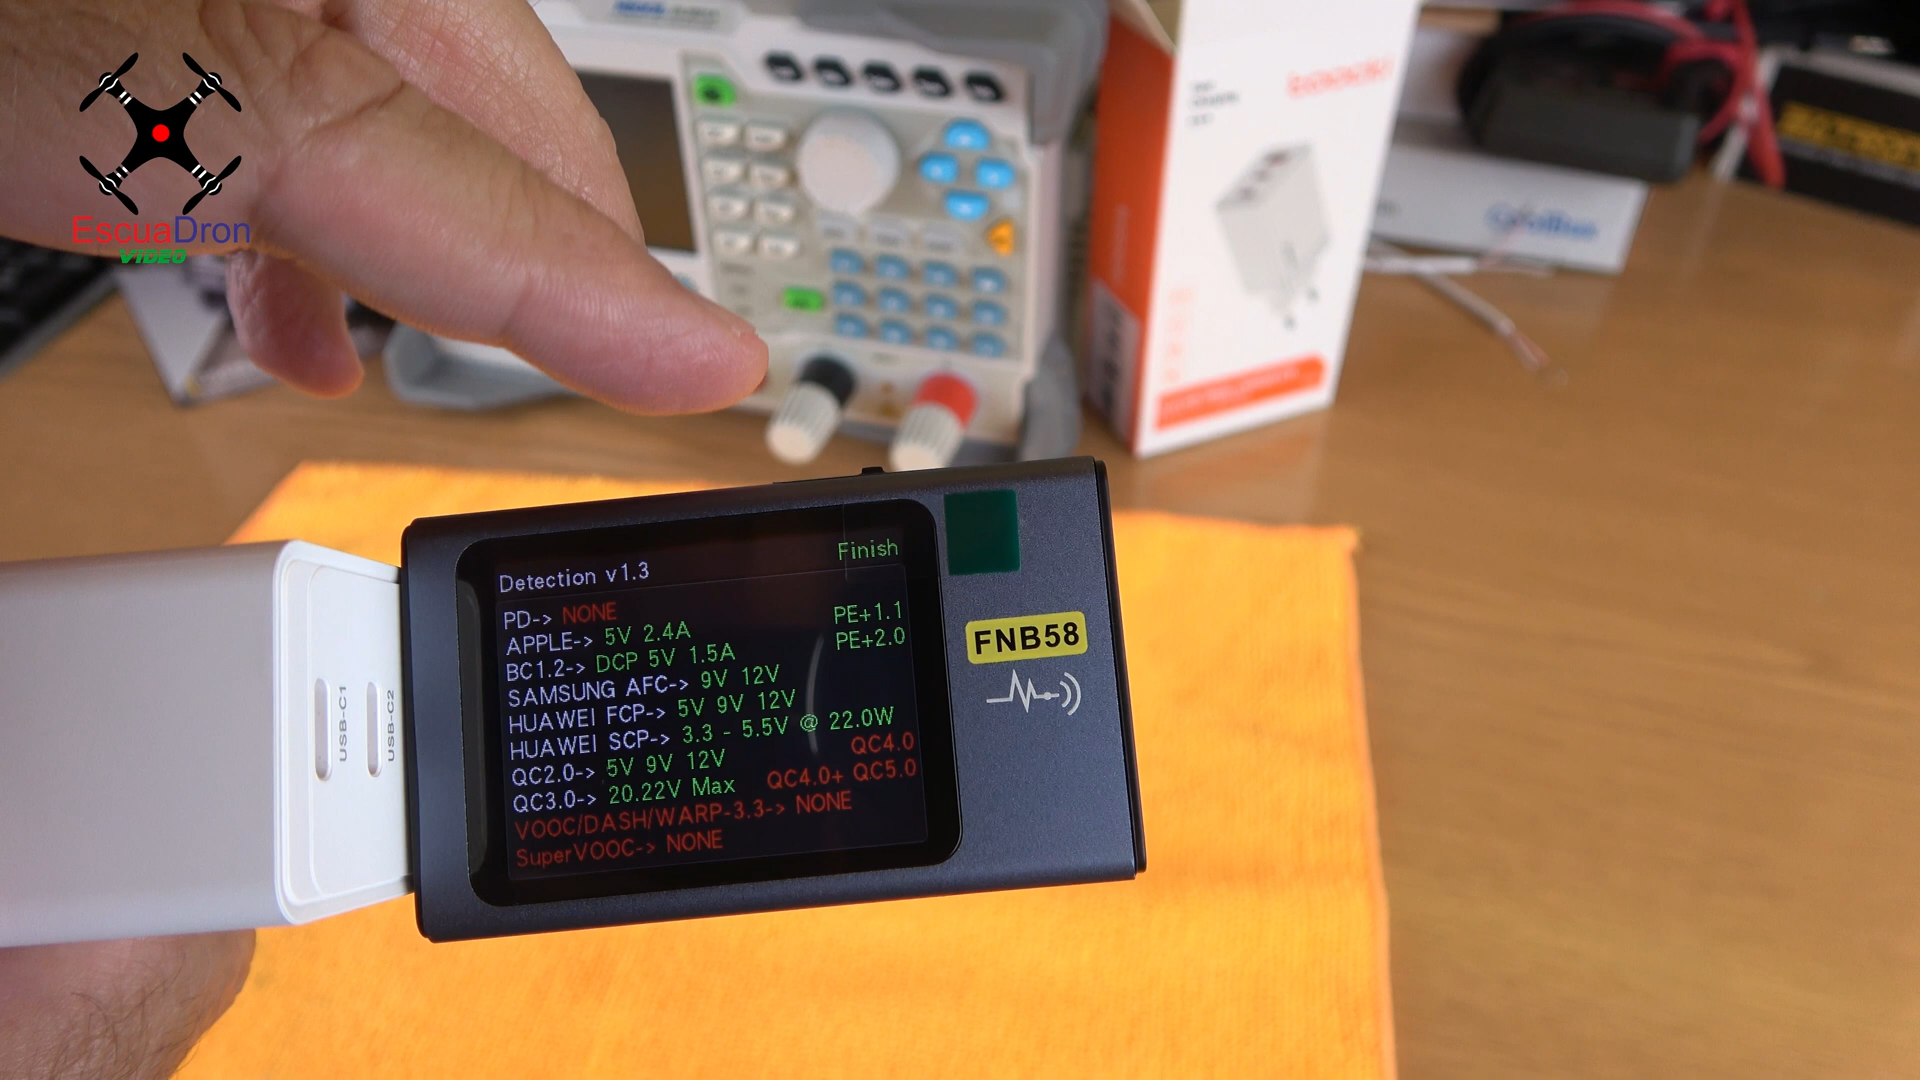 EscuaDron
VIDEO
Finish
Detection v1.3
PD-> NONE
PE+1.1
APPLE-> 5V 2.4A
PE+2.0
BC1.2-> DCP 5V 1.5A
SAMSUNG AFC-> 9V 12V
HUAWEI FCP-> 5V 9V 12V
HUAWEI SCP-> 3.3 - 5.5V @ 22.0W
QC2.0-> 5V 9V 12V
QC4.0
QC3.0-> 20.22V Max
QC4.0+ QC5.0
VOOC/DASH/WARP-3.3-> NONE
SuperVOOC-> NONE
FNB58
USB-C1
USB-C2